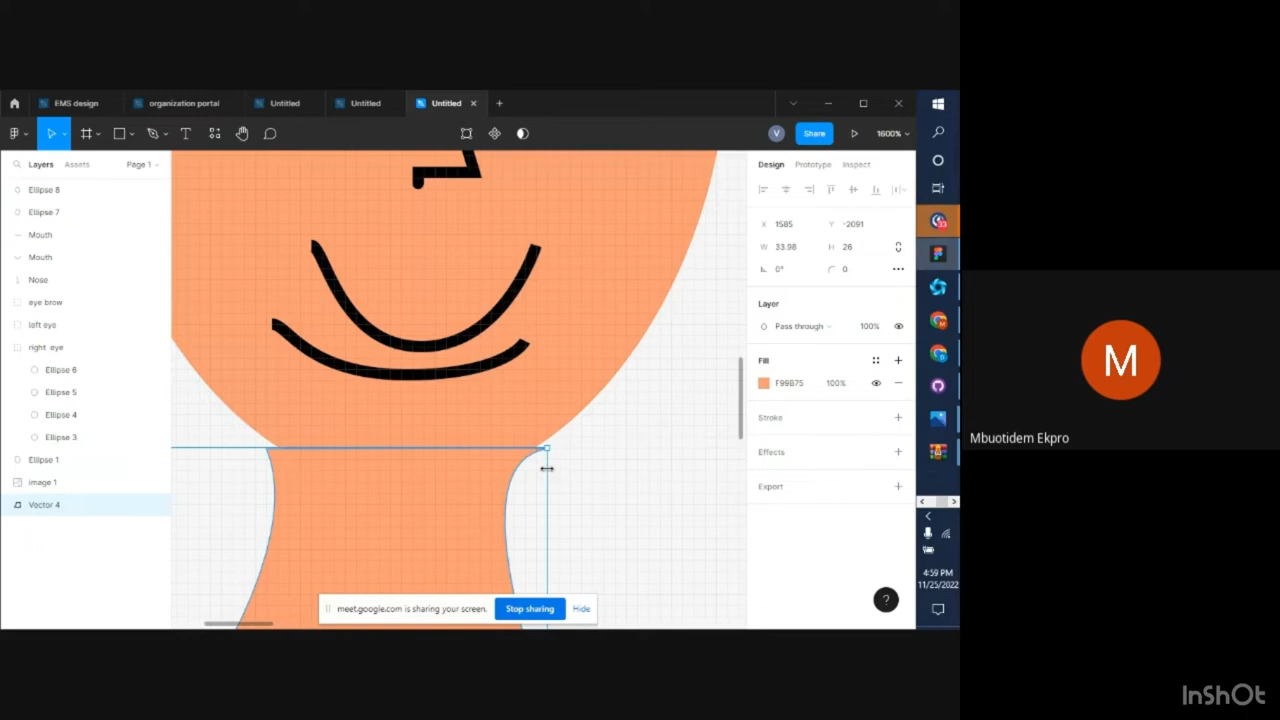 EMS design organization portal Untitled Untitled Untitled
Share 1600%
Layers Assets Page 1
Design Prototype Inspect
Ellipse 8
Ellipse 7
Mouth
Mouth
Nose
eye brow
left eye
right eye
Ellipse 6
Ellipse 5
Ellipse 4
Ellipse 3
Ellipse 1
image 1
Vector 4
X 1585 Y -2091
W 33.98 H 26
0° 0
Layer
Pass through 100%
Fill
F99B75 100%
Stroke
Effects
Export
meet.google.com is sharing your screen. Stop sharing Hide
V
?
4:59 PM
11/25/2022
M
Mbuotidem Ekpro
InShOt